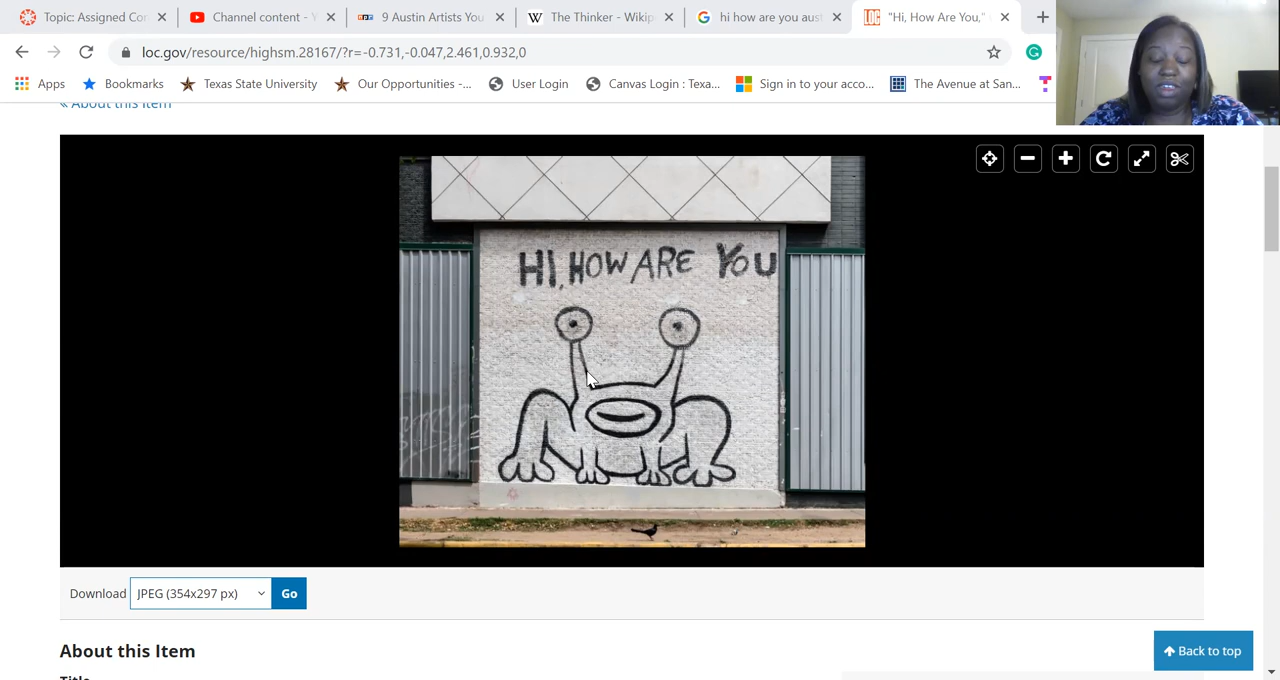 Topic: Assigned Con
Channel content - Y
9 Austin Artists You
The Thinker - Wikip
hi how are you aust
"Hi, How Are You,"
loc.gov/resource/highsm.28167/?r=-0.731,-0.047,2.461,0.932,0
Apps
Bookmarks
Texas State University
Our Opportunities -...
User Login
Canvas Login : Texa...
Sign in to your acco...
The Avenue at San...
« About this Item
HI, HOW ARE YOU
Download
JPEG (354x297 px)
Go
About this Item
Back to top
Title